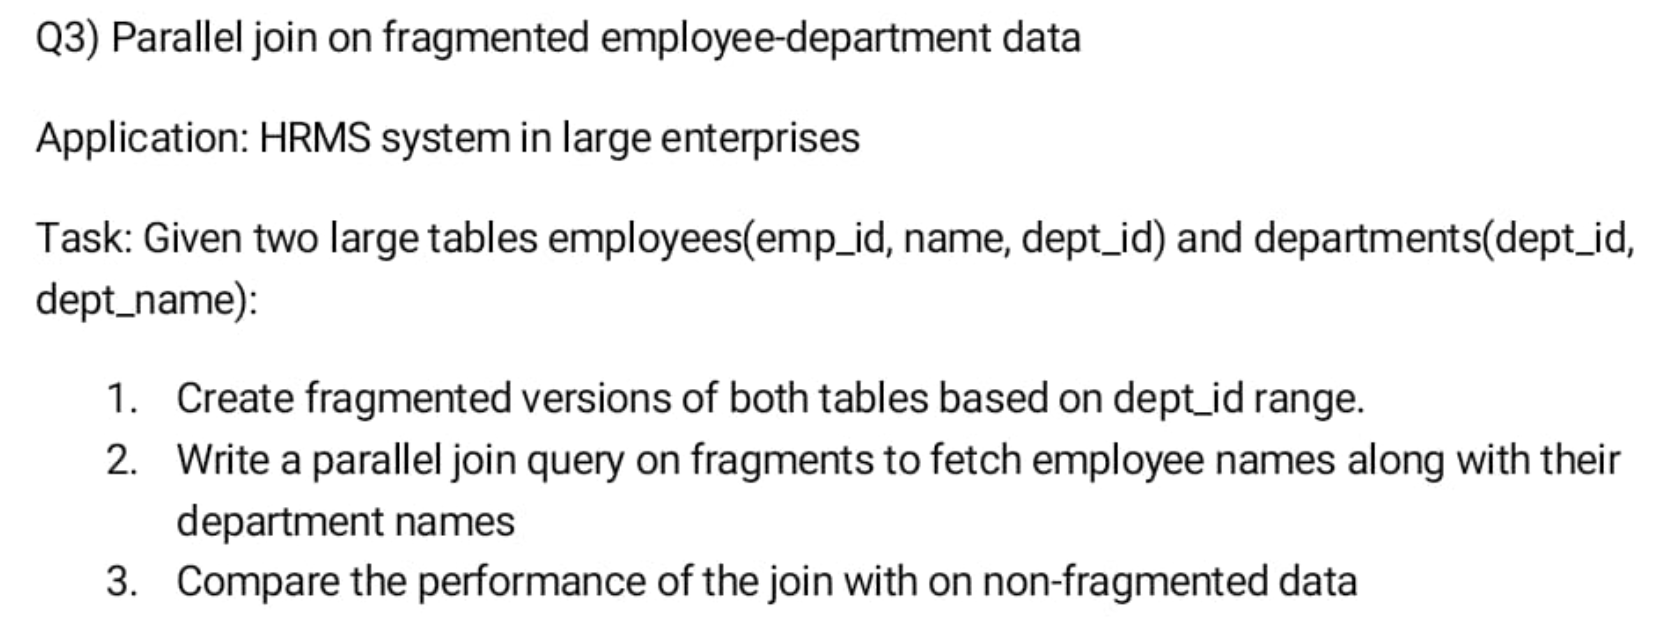 Q3) Parallel join on fragmented employee-department data
Application: HRMS system in large enterprises
Task: Given two large tables employees(emp_id, name, dept_id) and departments(dept_id,
dept_name):
1. Create fragmented versions of both tables based on dept_id range.
2. Write a parallel join query on fragments to fetch employee names along with their
department names
3. Compare the performance of the join with on non-fragmented data